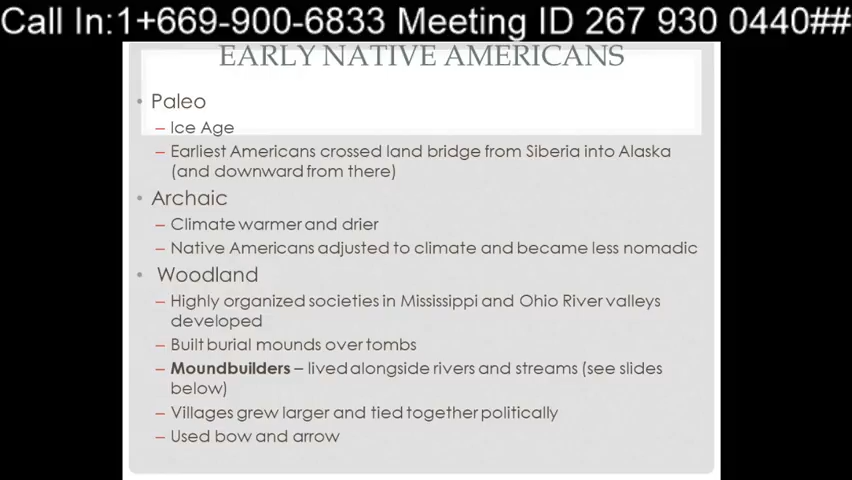 Call In:1+669-900-6833 Meeting ID 267 930 0440##
EARLY NATIVE AMERICANS
• Paleo
– Ice Age
– Earliest Americans crossed land bridge from Siberia into Alaska
(and downward from there)
• Archaic
– Climate warmer and drier
– Native Americans adjusted to climate and became less nomadic
• Woodland
– Highly organized societies in Mississippi and Ohio River valleys
developed
– Built burial mounds over tombs
– Moundbuilders – lived alongside rivers and streams (see slides
below)
– Villages grew larger and tied together politically
– Used bow and arrow